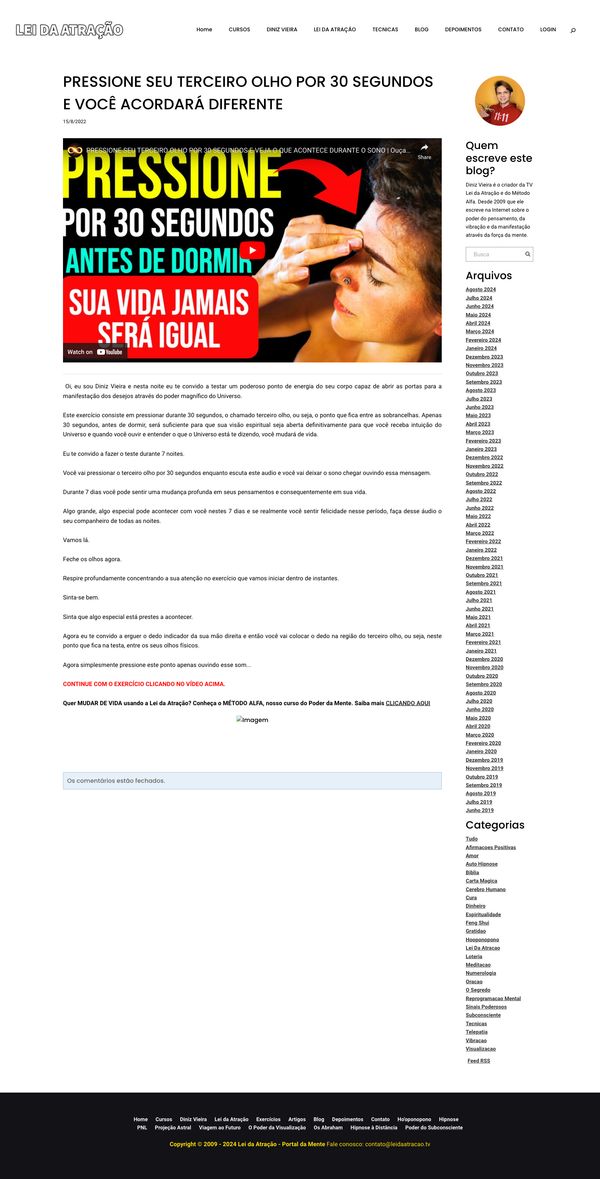 LEI DA ATRAÇÃO
Home CURSOS DINIZ VIEIRA LEI DA ATRAÇÃO TECNICAS BLOG DEPOIMENTOS CONTATO LOGIN
PRESSIONE SEU TERCEIRO OLHO POR 30 SEGUNDOS
E VOCÊ ACORDARÁ DIFERENTE
15/8/2022
PRESSIONE SEU TERCEIRO OLHO POR 30 SEGUNDOS E VEJA O QUE ACONTECE DURANTE O SONO | Ouça...
Share
PRESSIONE
POR 30 SEGUNDOS
ANTES DE DORMIR
SUA VIDA JAMAIS
SERÁ IGUAL
Watch on YouTube
Oi, eu sou Diniz Vieira e nesta noite eu te convido a testar um poderoso ponto de energia do seu corpo capaz de abrir as portas para a
manifestação dos desejos através do poder magnífico do Universo.
Este exercício consiste em pressionar durante 30 segundos, o chamado terceiro olho, ou seja, o ponto que fica entre as sobrancelhas. Apenas
30 segundos, antes de dormir, será suficiente para que sua visão espiritual seja aberta definitivamente para que você receba intuição do
Universo e quando você ouvir e entender o que o Universo está te dizendo, você mudará de vida.
Eu te convido a fazer o teste durante 7 noites.
Você vai pressionar o terceiro olho por 30 segundos enquanto escuta este audio e você vai deixar o sono chegar ouvindo essa mensagem.
Durante 7 dias você pode sentir uma mudança profunda em seus pensamentos e consequentemente em sua vida.
Algo grande, algo especial pode acontecer com você nestes 7 dias e se realmente você sentir felicidade nesse período, faça desse áudio o
seu companheiro de todas as noites.
Vamos lá.
Feche os olhos agora.
Respire profundamente concentrando a sua atenção no exercício que vamos iniciar dentro de instantes.
Sinta-se bem.
Sinta que algo especial está prestes a acontecer.
Agora eu te convido a erguer o dedo indicador da sua mão direita e então você vai colocar o dedo na região do terceiro olho, ou seja, neste
ponto que fica na testa, entre os seus olhos físicos.
Agora simplesmente pressione este ponto apenas ouvindo esse som...
CONTINUE COM O EXERCÍCIO CLICANDO NO VÍDEO ACIMA.
Quer MUDAR DE VIDA usando a Lei da Atração? Conheça o MÉTODO ALFA, nosso curso do Poder da Mente. Saiba mais CLICANDO AQUI
Imagem
Os comentários estão fechados.
11:11
Quem
escreve este
blog?
Diniz Vieira é o criador da TV
Lei da Atração e do Método
Alfa. Desde 2009 que ele
escreve na Internet sobre o
poder do pensamento, da
vibração e da manifestação
através da força da mente.
Busca
Arquivos
Agosto 2024
Julho 2024
Junho 2024
Maio 2024
Abril 2024
Março 2024
Fevereiro 2024
Janeiro 2024
Dezembro 2023
Novembro 2023
Outubro 2023
Setembro 2023
Agosto 2023
Julho 2023
Junho 2023
Maio 2023
Abril 2023
Março 2023
Fevereiro 2023
Janeiro 2023
Dezembro 2022
Novembro 2022
Outubro 2022
Setembro 2022
Agosto 2022
Julho 2022
Junho 2022
Maio 2022
Abril 2022
Março 2022
Fevereiro 2022
Janeiro 2022
Dezembro 2021
Novembro 2021
Outubro 2021
Setembro 2021
Agosto 2021
Julho 2021
Junho 2021
Maio 2021
Abril 2021
Março 2021
Fevereiro 2021
Janeiro 2021
Dezembro 2020
Novembro 2020
Outubro 2020
Setembro 2020
Agosto 2020
Julho 2020
Junho 2020
Maio 2020
Abril 2020
Março 2020
Fevereiro 2020
Janeiro 2020
Dezembro 2019
Novembro 2019
Outubro 2019
Setembro 2019
Agosto 2019
Julho 2019
Junho 2019
Categorias
Tudo
Afirmacoes Positivas
Amor
Auto Hipnose
Biblia
Carta Magica
Cerebro Humano
Cura
Dinheiro
Espiritualidade
Feng Shui
Gratidao
Hooponopono
Lei Da Atracao
Loteria
Meditacao
Numerologia
Oracao
O Segredo
Reprogramacao Mental
Sinais Poderosos
Subconsciente
Tecnicas
Telepatia
Vibracao
Visualizacao
Feed RSS
Home Cursos Diniz Vieira Lei da Atração Exercícios Artigos Blog Depoimentos Contato Ho'oponopono Hipnose
PNL Projeção Astral Viagem ao Futuro O Poder da Visualização Os Abraham Hipnose à Distância Poder do Subconsciente
Copyright © 2009 - 2024 Lei da Atração - Portal da Mente Fale conosco: contato@leidaatracao.tv